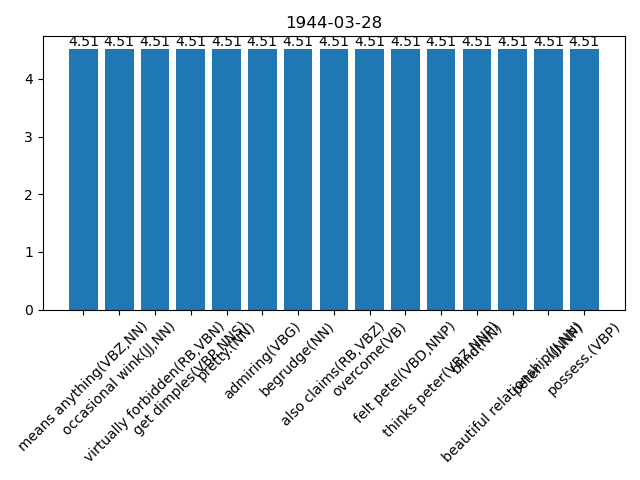 1944-03-28
4.51 4.51 4.51 4.51 4.51 4.51 4.51 4.51 4.51 4.51 4.51 4.51 4.51 4.51 4.51
4
3
2
1
0
means anything(VBZ,NN)
occasional wink(JJ,NN)
virtually forbidden(RB,VBN)
get dimples(VBP,NNS)
pretty.(NN)
admiring(VBG)
begrudge(NN)
also claims(RB,VBZ)
overcome(VB)
felt petel(VBD,NNP)
thinks peter(VBZ,NNP)
blind(NN)
beautiful relationship(JJ,NN)
possess.(VBP)